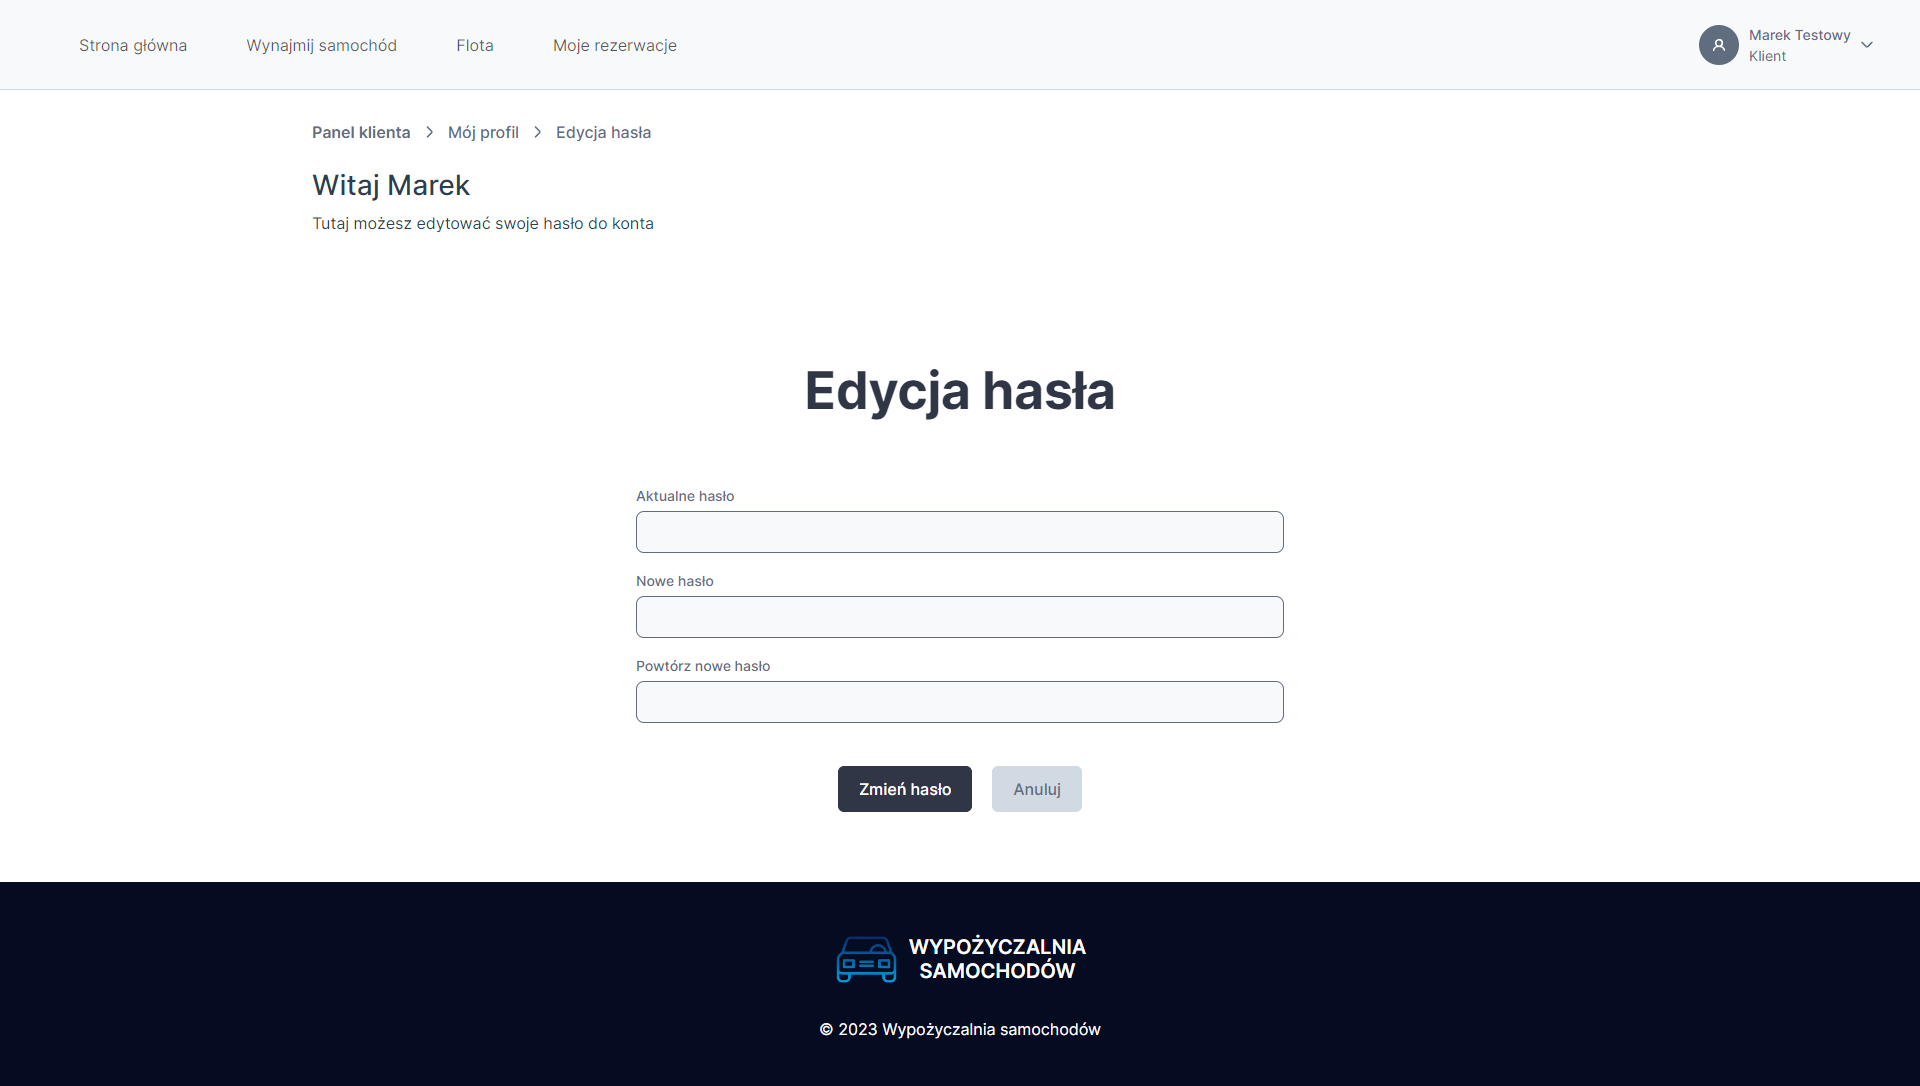 Strona główna
Wynajmij samochód
Flota
Moje rezerwacje
Marek Testowy
Klient
Panel klienta > Mój profil > Edycja hasła
Witaj Marek
Tutaj możesz edytować swoje hasło do konta
Edycja hasła
Aktualne hasło
Nowe hasło
Powtórz nowe hasło
Zmień hasło
Anuluj
WYPOŻYCZALNIA
SAMOCHODÓW
© 2023 Wypożyczalnia samochodów